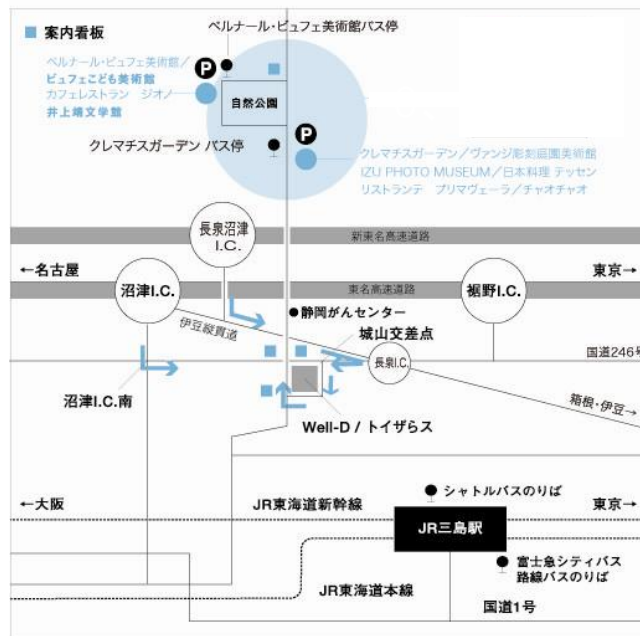 案内看板
ベルナール・ビュフェ美術館バス停
ベルナール・ビュフェ美術館／
ビュフェこども美術館
カフェレストラン ジオノ
井上靖文学館
P
自然公園
P
クレマチスガーデン バス停
クレマチスガーデン／ヴァンジ彫刻庭園美術館
IZU PHOTO MUSEUM／日本料理 テッセン
リストランテ プリマヴェーラ／チャオチャオ
長泉沼津
I.C.
新東名高速道路
←名古屋
東京→
沼津I.C.
東名高速道路
裾野I.C.
静岡がんセンター
伊豆縦貫道
城山交差点
国道246号
長泉I.C.
沼津I.C.南
箱根・伊豆→
Well-D / トイザらス
シャトルバスのりば
←大阪
JR東海道新幹線
東京→
JR三島駅
富士急シティバス
路線バスのりば
JR東海道本線
国道1号